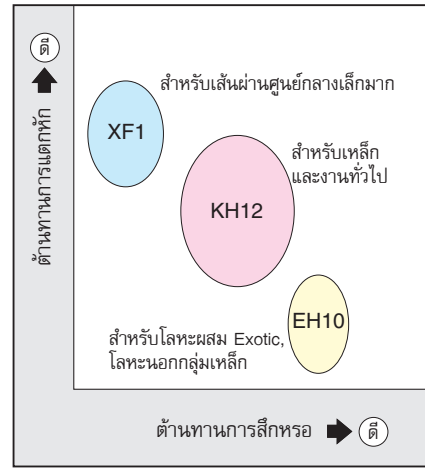 ดี
ต้านทานการแตกหัก
สำหรับเส้นผ่านศูนย์กลางเล็กมาก
XF1
สำหรับเหล็ก
และงานทั่วไป
KH12
EH10
สำหรับโลหะผสม Exotic,
โลหะนอกกลุ่มเหล็ก
ต้านทานการสึกหรอ
ดี